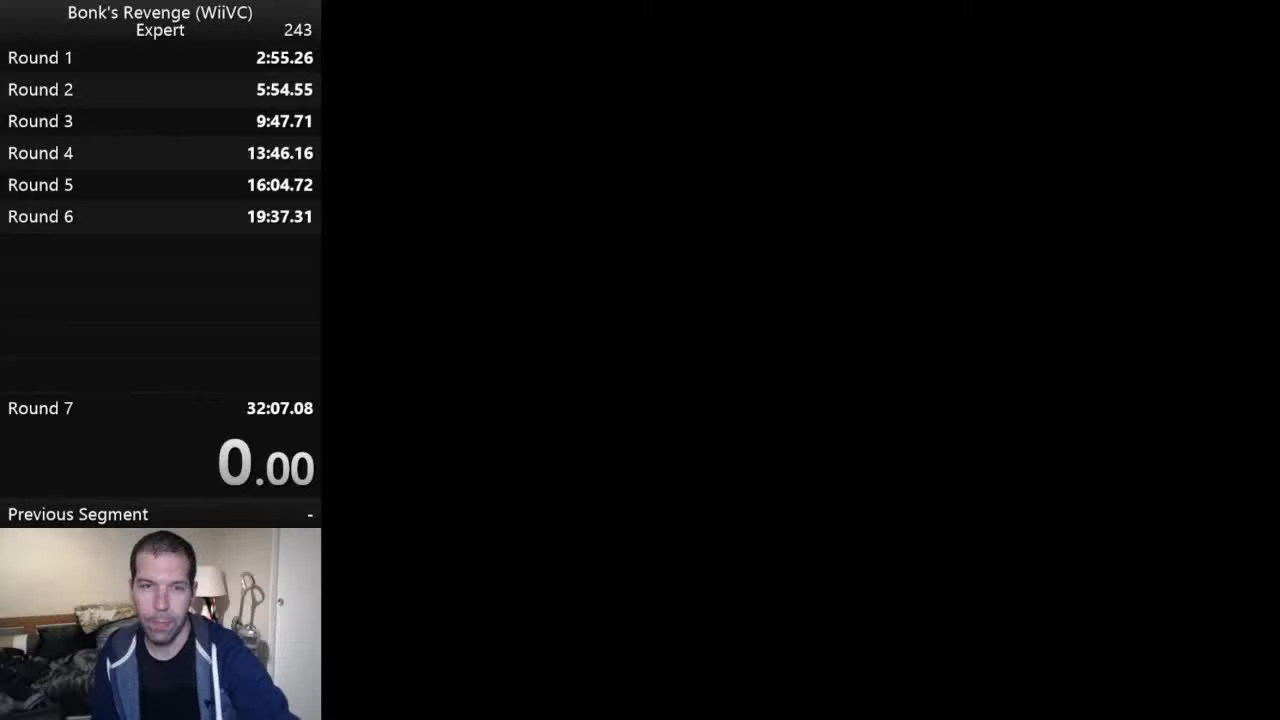 Bonk's Revenge (WiiVC)
Expert 243
Round 1 2:55.26
Round 2 5:54.55
Round 3 9:47.71
Round 4 13:46.16
Round 5 16:04.72
Round 6 19:37.31
Round 7 32:07.08
0.00
Previous Segment -